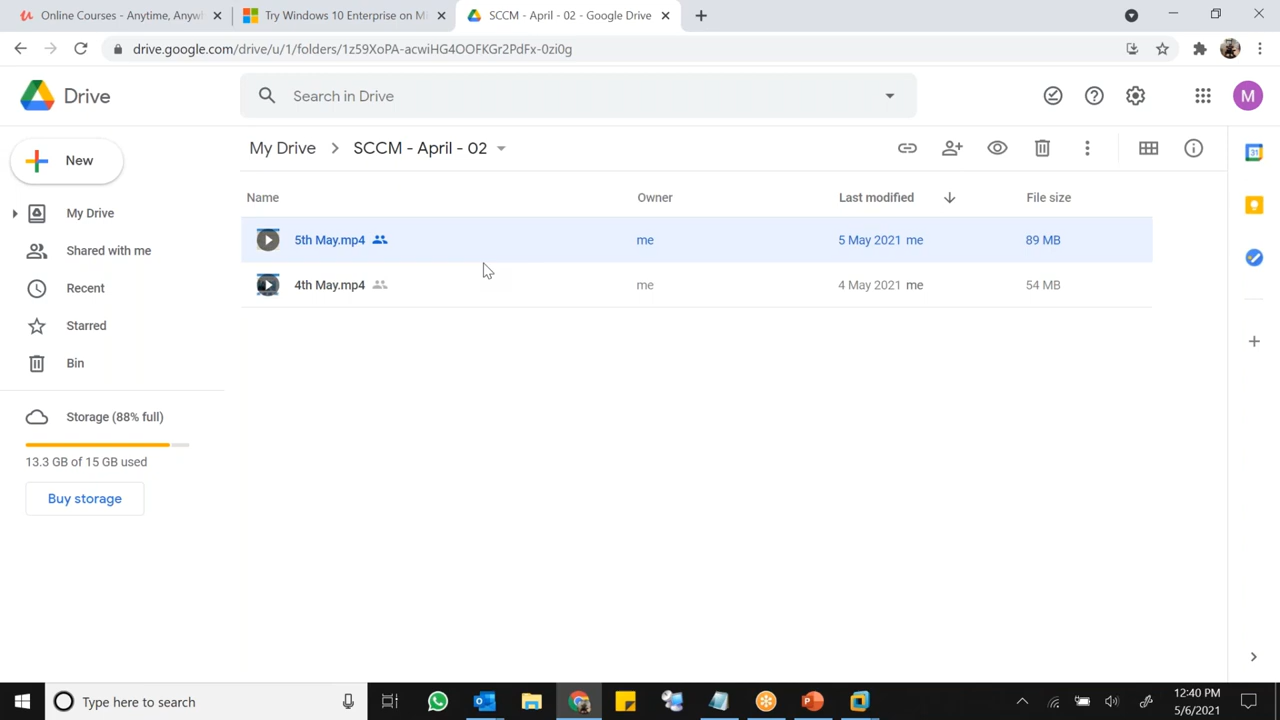 Online Courses - Anytime, Anyw
Try Windows 10 Enterprise on M
SCCM - April - 02 - Google Drive
drive.google.com/drive/u/1/folders/1z59XoPA-acwiHG4OOFKGr2PdFx-0zi0g
Drive
Search in Drive
M
New
My Drive
SCCM - April - 02
Name
Owner
Last modified
File size
5th May.mp4
me
5 May 2021 me
89 MB
4th May.mp4
me
4 May 2021 me
54 MB
My Drive
Shared with me
Recent
Starred
Bin
Storage (88% full)
13.3 GB of 15 GB used
Buy storage
31
Type here to search
12:40 PM
5/6/2021